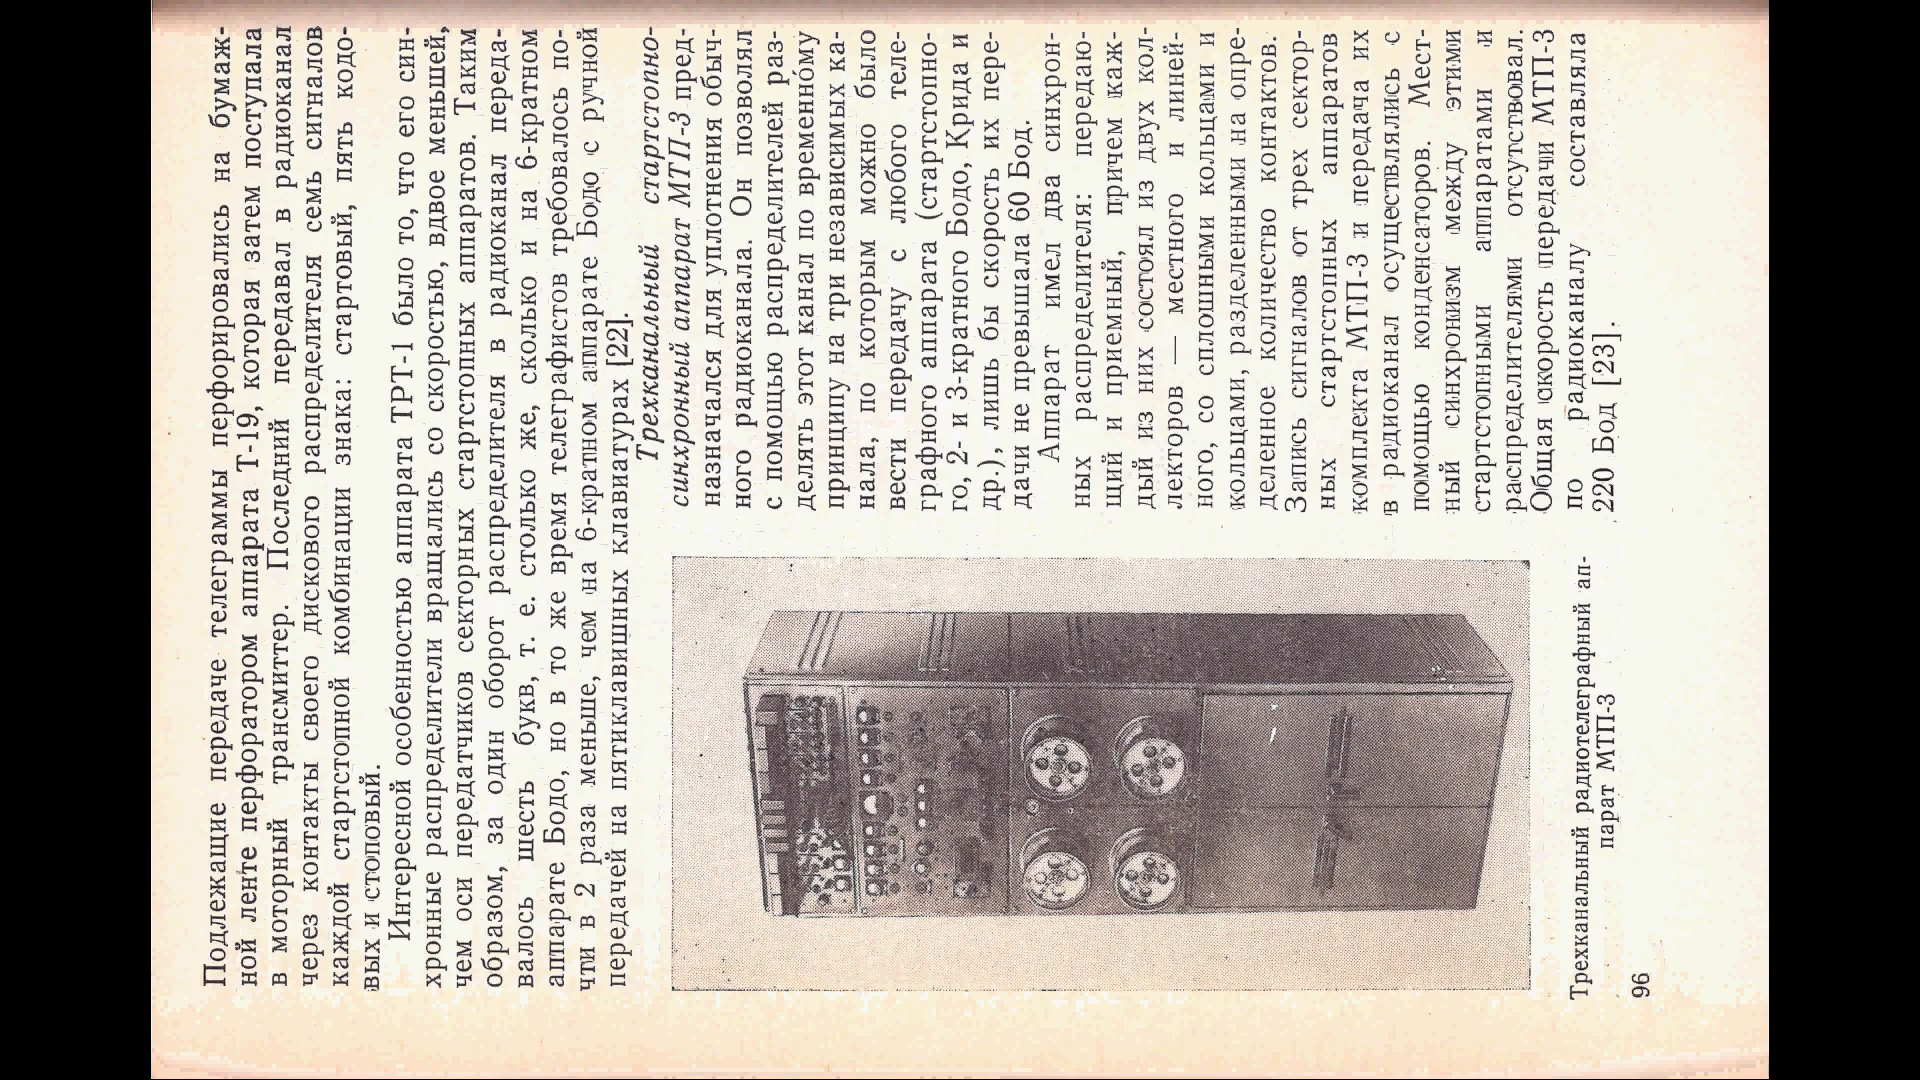 Подлежащие передаче телеграммы перфорировались на бумаж-
ной ленте перфоратором аппарата Т-19, которая затем поступала
в моторный трансмиттер. Последний передавал в радиоканал
через контакты своего дискового распределителя семь сигналов
каждой стартстопной комбинации знака: стартовый, пять кодо-
вых и стоповый.
Интересной особенностью аппарата ТРТ-1 было то, что его син-
хронные распределители вращались со скоростью, вдвое меньшей,
чем оси передатчиков секторных стартстопных аппаратов. Таким
образом, за один оборот распределителя в радиоканал переда-
валось шесть букв, т. е. столько же, сколько и на 6-кратном
аппарате Бодо, но в то же время телеграфистов требовалось по-
чти в 2 раза меньше, чем на 6-кратном аппарате Бодо с ручной
передачей на пятиклавишных клавиатурах [22].
Трехканальный стартстопно-
синхронный аппарат МТП-3 пред-
назначался для уплотнения обыч-
ного радиоканала. Он позволял
с помощью распределителей раз-
делять этот канал по временно́му
принципу на три независимых ка-
нала, по которым можно было
вести передачу с любого теле-
графного аппарата (стартстопно-
го, 2- и 3-кратного Бодо, Крида и
др.), лишь бы скорость их пере-
дачи не превышала 60 Бод.
Аппарат имел два синхрон-
ных распределителя: передаю-
щий и приемный, причем каж-
дый из них состоял из двух кол-
лекторов — местного и линей-
ного, со сплошными кольцами и
кольцами, разделенными на опре-
деленное количество контактов.
Запись сигналов от трех сектор-
ных стартстопных аппаратов
комплекта МТП-3 и передача их
в радиоканал осуществлялись с
помощью конденсаторов. Мест-
ный синхронизм между этими
стартстопными аппаратами и
распределителями отсутствовал.
Общая скорость передачи МТП-3
по радиоканалу составляла
220 Бод [23].
Трехканальный радиотелеграфный ап-
парат МТП-3
96